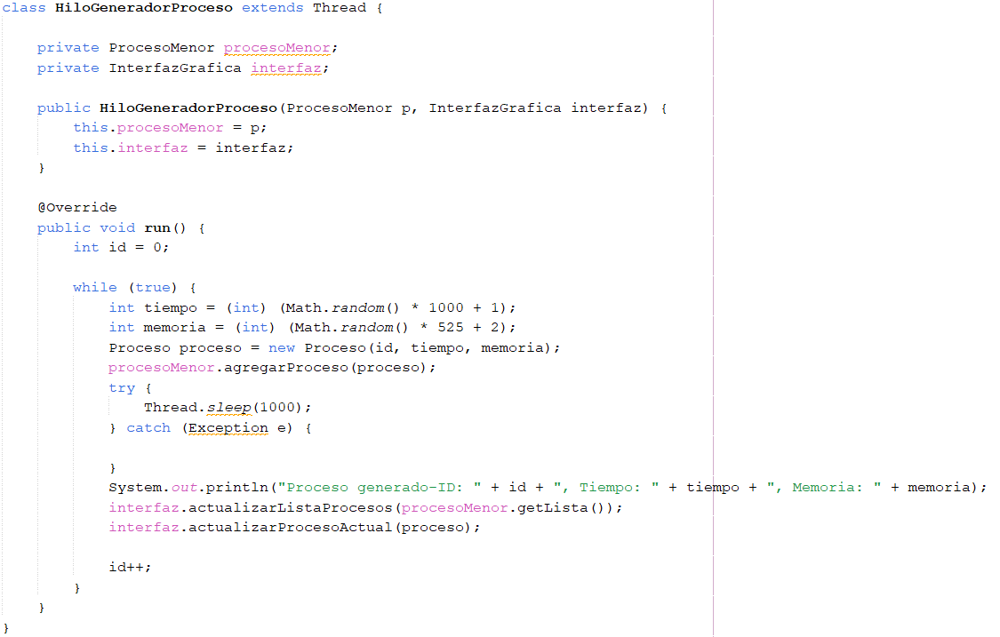 class HiloGeneradorProceso extends Thread {
private ProcesoMenor procesoMenor;
private InterfazGrafica interfaz;
public HiloGeneradorProceso(ProcesoMenor p, InterfazGrafica interfaz) {
this.procesoMenor = p;
this.interfaz = interfaz;
}
@Override
public void run() {
int id = 0;
while (true) {
int tiempo = (int) (Math.random() * 1000 + 1);
int memoria = (int) (Math.random() * 525 + 2);
Proceso proceso = new Proceso(id, tiempo, memoria);
procesoMenor.agregarProceso(proceso);
try {
Thread.sleep(1000);
} catch (Exception e) {
}
System.out.println("Proceso generado-ID: " + id + ", Tiempo: " + tiempo + ", Memoria: " + memoria);
interfaz.actualizarListaProcesos(procesoMenor.getLista());
interfaz.actualizarProcesoActual(proceso);
id++;
}
}
}